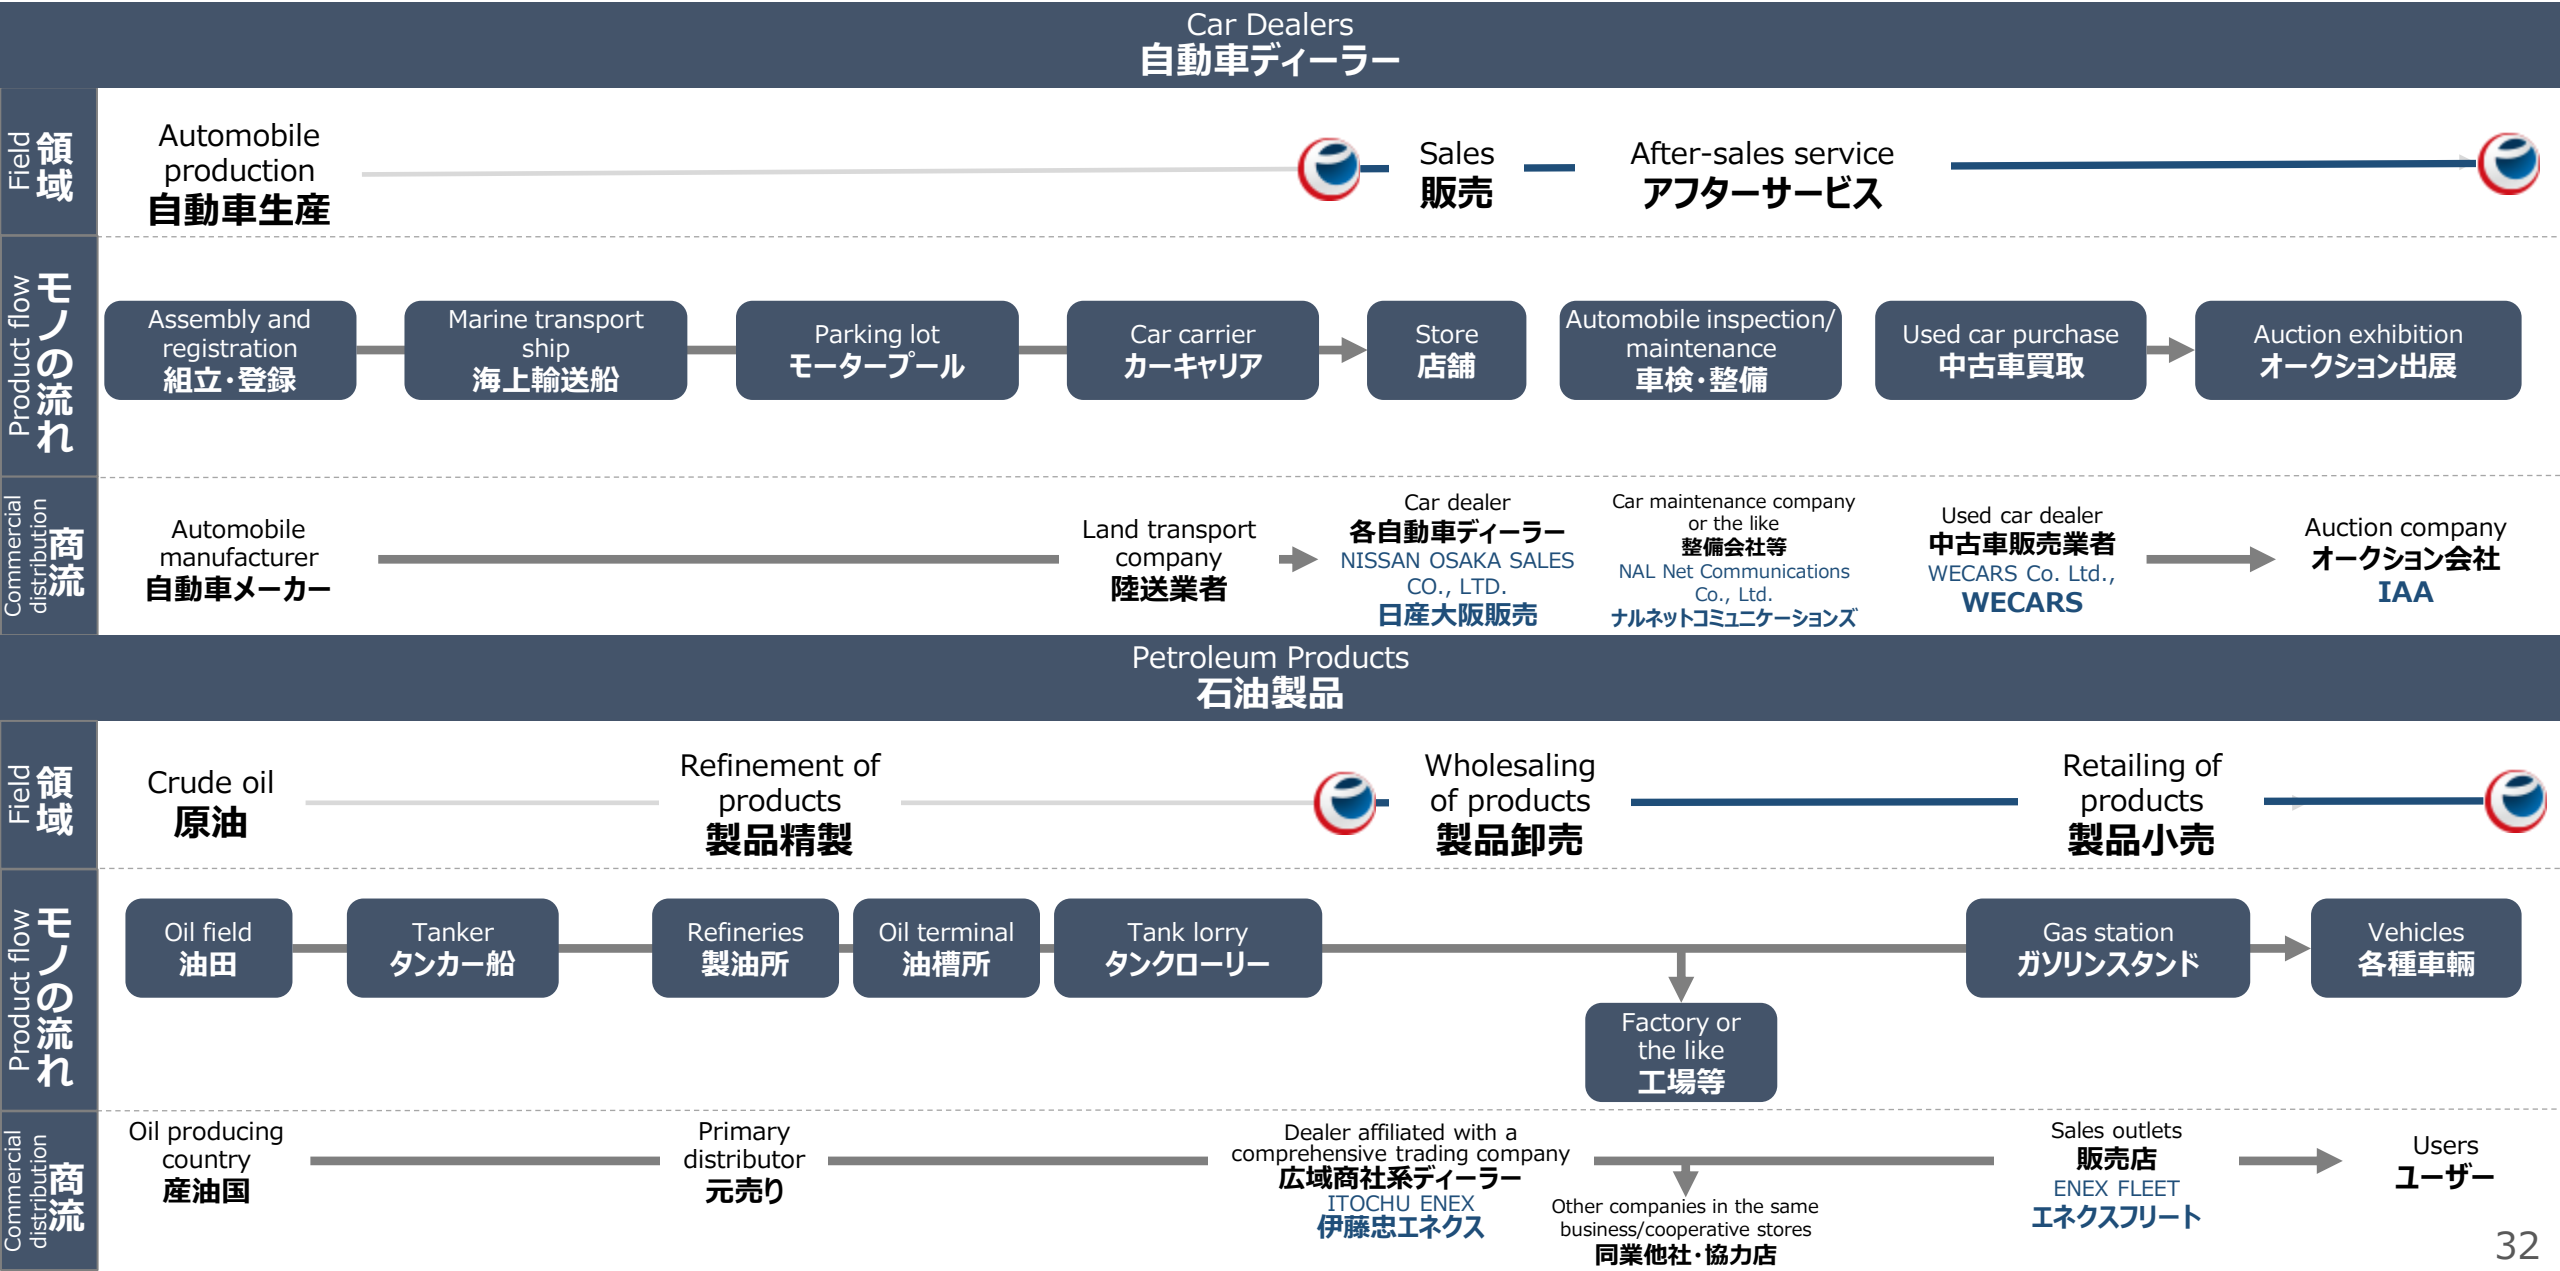 Car Dealers
自動車ディーラー
Field
領域
Automobile
production
自動車生産
Sales
販売
After-sales service
アフターサービス
Product flow
モノの流れ
Assembly and
registration
組立・登録
Marine transport
ship
海上輸送船
Parking lot
モータープール
Car carrier
カーキャリア
Store
店舗
Automobile inspection/
maintenance
車検・整備
Used car purchase
中古車買取
Auction exhibition
オークション出展
Commercial
distribution
商流
Automobile
manufacturer
自動車メーカー
Land transport
company
陸送業者
Car dealer
各自動車ディーラー
NISSAN OSAKA SALES
CO., LTD.
日産大阪販売
Car maintenance company
or the like
整備会社等
NAL Net Communications
Co., Ltd.
ナルネットコミュニケーションズ
Used car dealer
中古車販売業者
WECARS Co. Ltd.,
WECARS
Auction company
オークション会社
IAA
Petroleum Products
石油製品
Field
領域
Crude oil
原油
Refinement of
products
製品精製
Wholesaling
of products
製品卸売
Retailing of
products
製品小売
Product flow
モノの流れ
Oil field
油田
Tanker
タンカー船
Refineries
製油所
Oil terminal
油槽所
Tank lorry
タンクローリー
Factory or
the like
工場等
Gas station
ガソリンスタンド
Vehicles
各種車輛
Commercial
distribution
商流
Oil producing
country
産油国
Primary
distributor
元売り
Dealer affiliated with a
comprehensive trading company
広域商社系ディーラー
ITOCHU ENEX
伊藤忠エネクス
Other companies in the same
business/cooperative stores
同業他社・協力店
Sales outlets
販売店
ENEX FLEET
エネクスフリート
Users
ユーザー
32